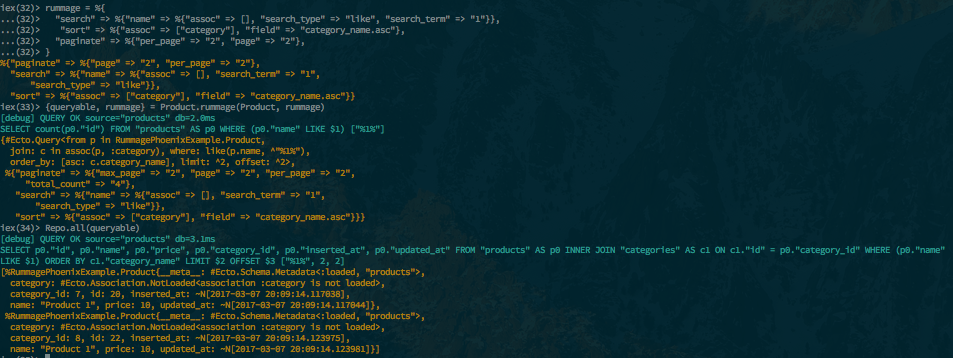 iex(32)> rummage = %{
...(32)>   "search" => %{"name" => %{"assoc" => [], "search_type" => "like", "search_term" => "1"}},
...(32)>    "sort" => %{"assoc" => ["category"], "field" => "category_name.asc"},
...(32)>   "paginate" => %{"per_page" => "2", "page" => "2"},
...(32)> }
%{"paginate" => %{"page" => "2", "per_page" => "2"},
  "search" => %{"name" => %{"assoc" => [], "search_term" => "1",
      "search_type" => "like"}},
  "sort" => %{"assoc" => ["category"], "field" => "category_name.asc"}}
iex(33)> {queryable, rummage} = Product.rummage(Product, rummage)
[debug] QUERY OK source="products" db=2.0ms
SELECT count(p0."id") FROM "products" AS p0 WHERE (p0."name" LIKE $1) ["%1%"]
{#Ecto.Query<from p in RummagePhoenixExample.Product,
  join: c in assoc(p, :category), where: like(p.name, ^"%1%"),
  order_by: [asc: c.category_name], limit: ^2, offset: ^2>,
 %{"paginate" => %{"max_page" => "2", "page" => "2", "per_page" => "2",
     "total_count" => "4"},
   "search" => %{"name" => %{"assoc" => [], "search_term" => "1",
       "search_type" => "like"}},
   "sort" => %{"assoc" => ["category"], "field" => "category_name.asc"}}}
iex(34)> Repo.all(queryable)
[debug] QUERY OK source="products" db=3.1ms
SELECT p0."id", p0."name", p0."price", p0."category_id", p0."inserted_at", p0."updated_at" FROM "products" AS p0 INNER JOIN "categories" AS c1 ON c1."id" = p0."category_id" WHERE (p0."name"
LIKE $1) ORDER BY c1."category_name" LIMIT $2 OFFSET $3 ["%1%", 2, 2]
[%RummagePhoenixExample.Product{__meta__: #Ecto.Schema.Metadata<:loaded, "products">,
  category: #Ecto.Association.NotLoaded<association :category is not loaded>,
  category_id: 7, id: 20, inserted_at: ~N[2017-03-07 20:09:14.117038],
  name: "Product 1", price: 10, updated_at: ~N[2017-03-07 20:09:14.117044]},
 %RummagePhoenixExample.Product{__meta__: #Ecto.Schema.Metadata<:loaded, "products">,
  category: #Ecto.Association.NotLoaded<association :category is not loaded>,
  category_id: 8, id: 22, inserted_at: ~N[2017-03-07 20:09:14.123975],
  name: "Product 1", price: 10, updated_at: ~N[2017-03-07 20:09:14.123981]}]